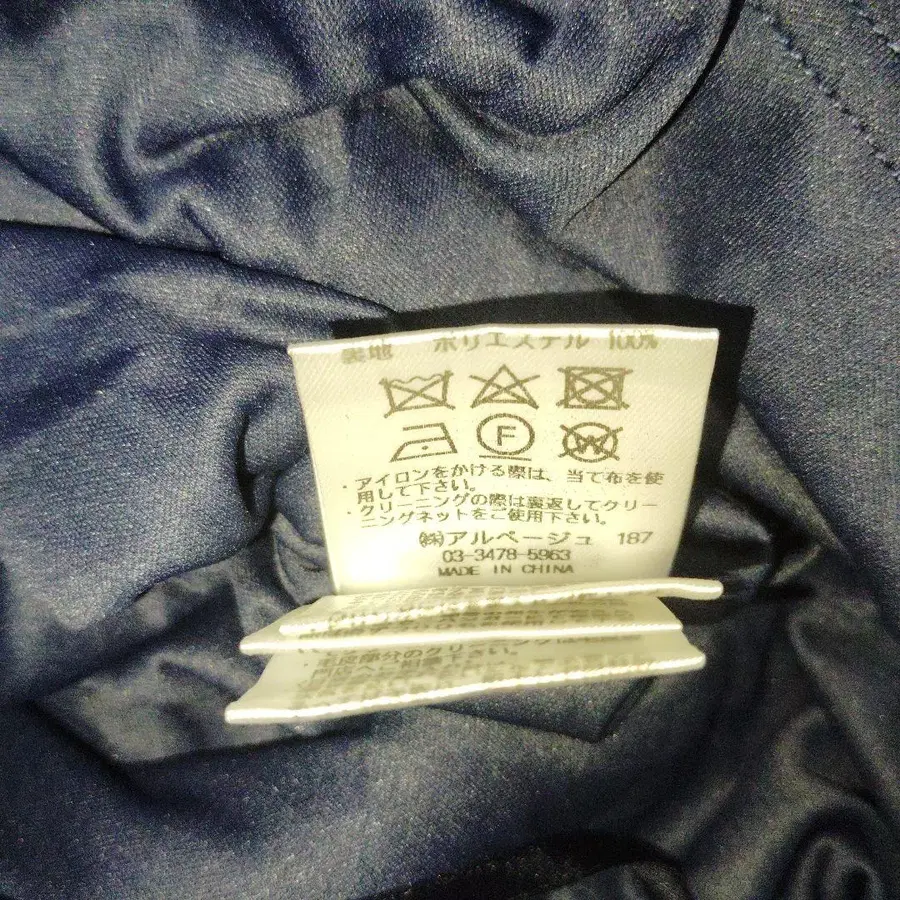 裏地 ポリエステル 100%
F
W
・アイロンをかける際は、当て布を使
用して下さい。
・クリーニングの際は裏返してクリー
ニングネットをご使用下さい。
㈱アルページュ 187
03-3478-5963
MADE IN CHINA